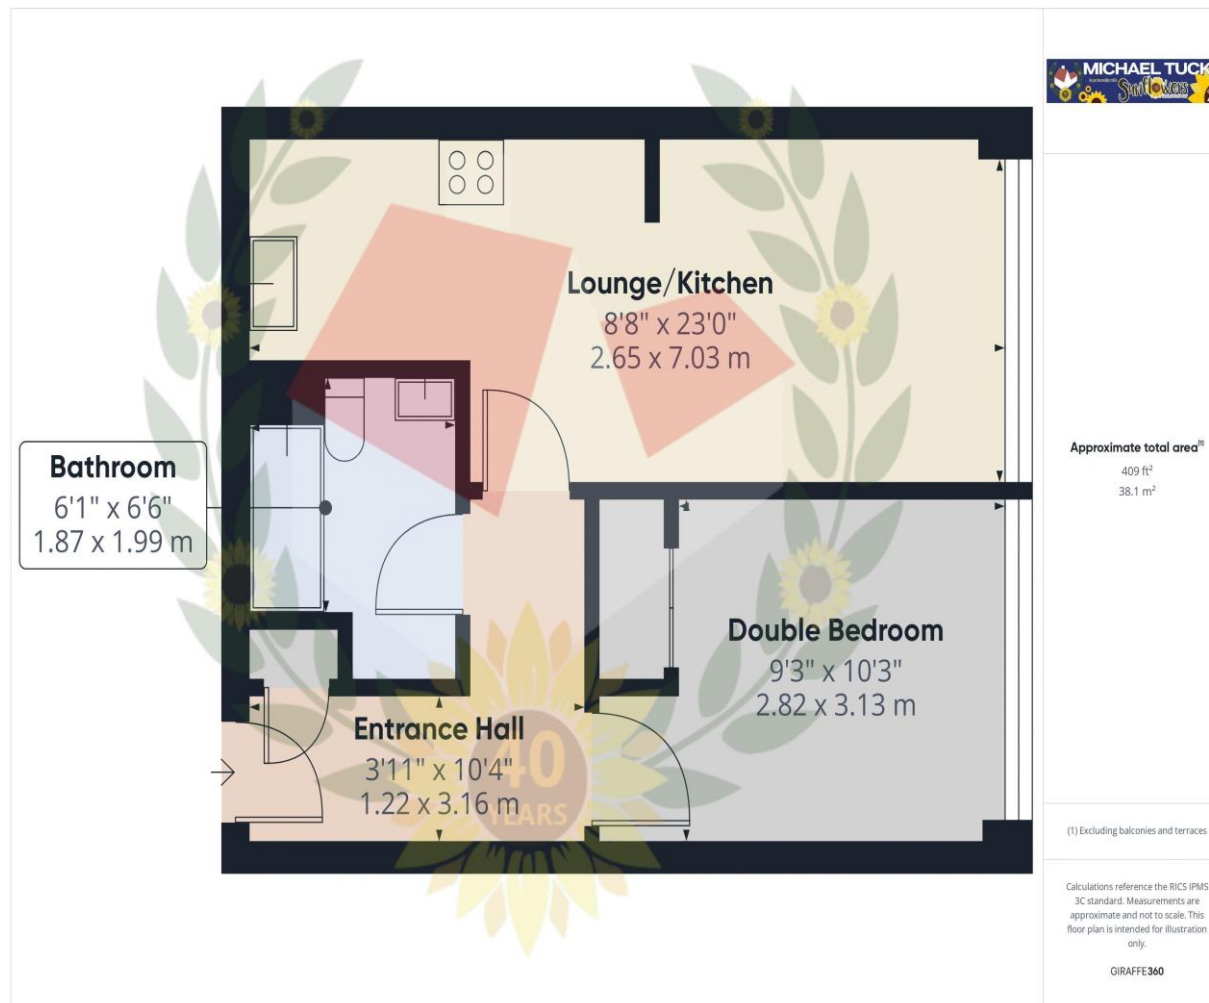 MICHAEL TUCK
Sunflowers
Lounge/Kitchen
8'8" x 23'0"
2.65 x 7.03 m
Bathroom
6'1" x 6'6"
1.87 x 1.99 m
Double Bedroom
9'3" x 10'3"
2.82 x 3.13 m
Entrance Hall
3'11" x 10'4"
1.22 x 3.16 m
40
YEARS
Approximate total area(1)
409 ft²
38.1 m²
(1) Excluding balconies and terraces
Calculations reference the RICS IPMS
3C standard. Measurements are
approximate and not to scale. This
floor plan is intended for illustration
only.
GIRAFFE360